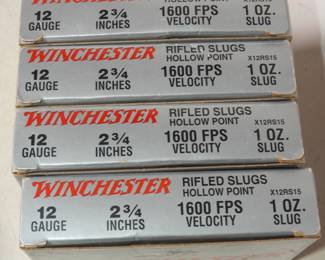 WINCHESTER
12 GAUGE 2 3/4 INCHES 1600 FPS VELOCITY 1 OZ. SLUG
WINCHESTER RIFLED SLUGS
HOLLOW POINT X12RS15
12 2 3/4 1600 FPS 1 OZ.
GAUGE INCHES VELOCITY SLUG
WINCHESTER RIFLED SLUGS
HOLLOW POINT X12RS15
12 2 3/4 1600 FPS 1 OZ.
GAUGE INCHES VELOCITY SLUG
WINCHESTER RIFLED SLUGS
HOLLOW POINT X12RS15
12 2 3/4 1600 FPS 1 OZ.
GAUGE INCHES VELOCITY SLUG